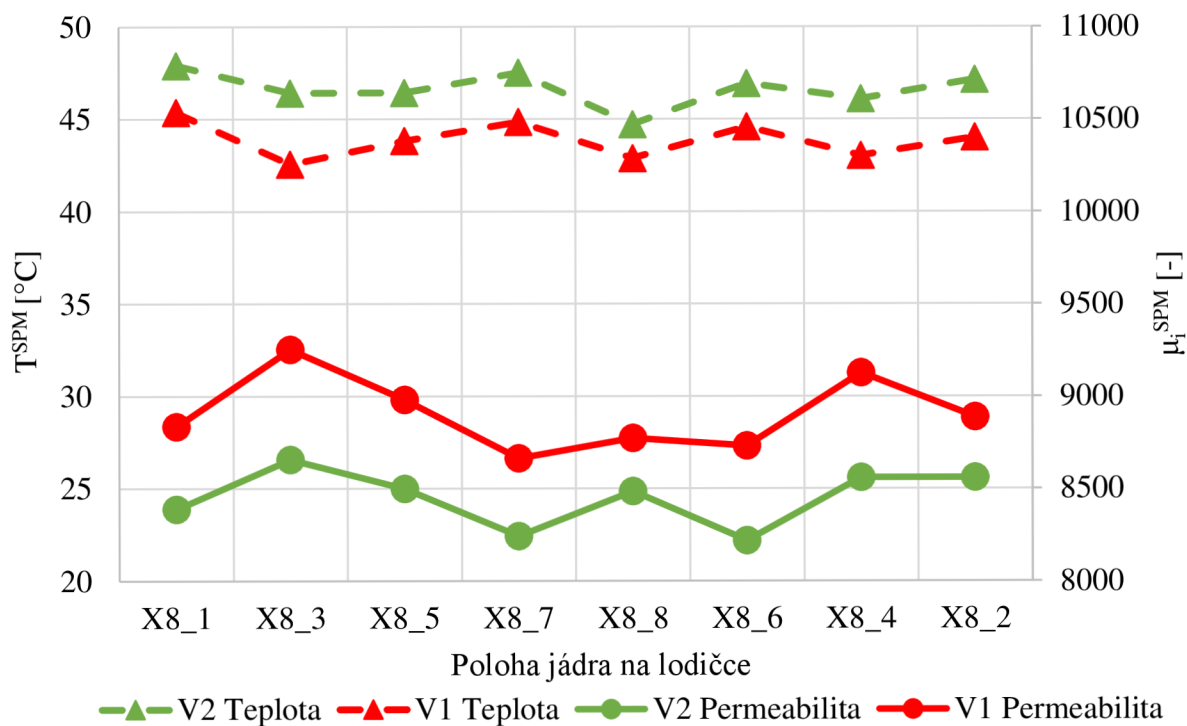 50
45
40
35
30
25
20
T^SPM [°C]
11000
10500
10000
9500
9000
8500
8000
μᵢ^SPM [-]
X8_1 X8_3 X8_5 X8_7 X8_8 X8_6 X8_4 X8_2
Poloha jádra na lodičce
V2 Teplota V1 Teplota V2 Permeabilita V1 Permeabilita